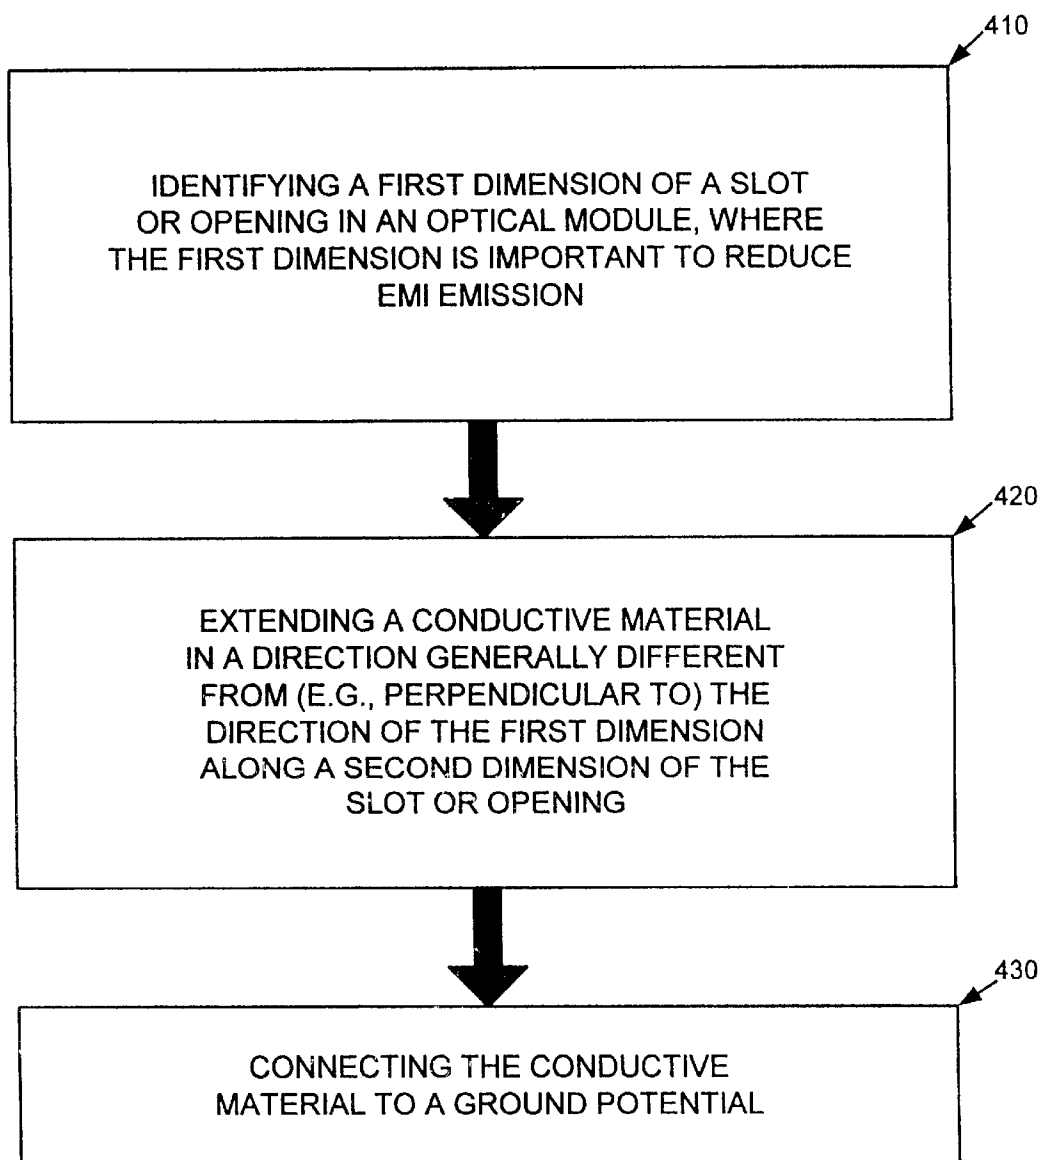 410
IDENTIFYING A FIRST DIMENSION OF A SLOT
OR OPENING IN AN OPTICAL MODULE, WHERE
THE FIRST DIMENSION IS IMPORTANT TO REDUCE
EMI EMISSION
420
EXTENDING A CONDUCTIVE MATERIAL
IN A DIRECTION GENERALLY DIFFERENT
FROM (E.G., PERPENDICULAR TO) THE
DIRECTION OF THE FIRST DIMENSION
ALONG A SECOND DIMENSION OF THE
SLOT OR OPENING
430
CONNECTING THE CONDUCTIVE
MATERIAL TO A GROUND POTENTIAL